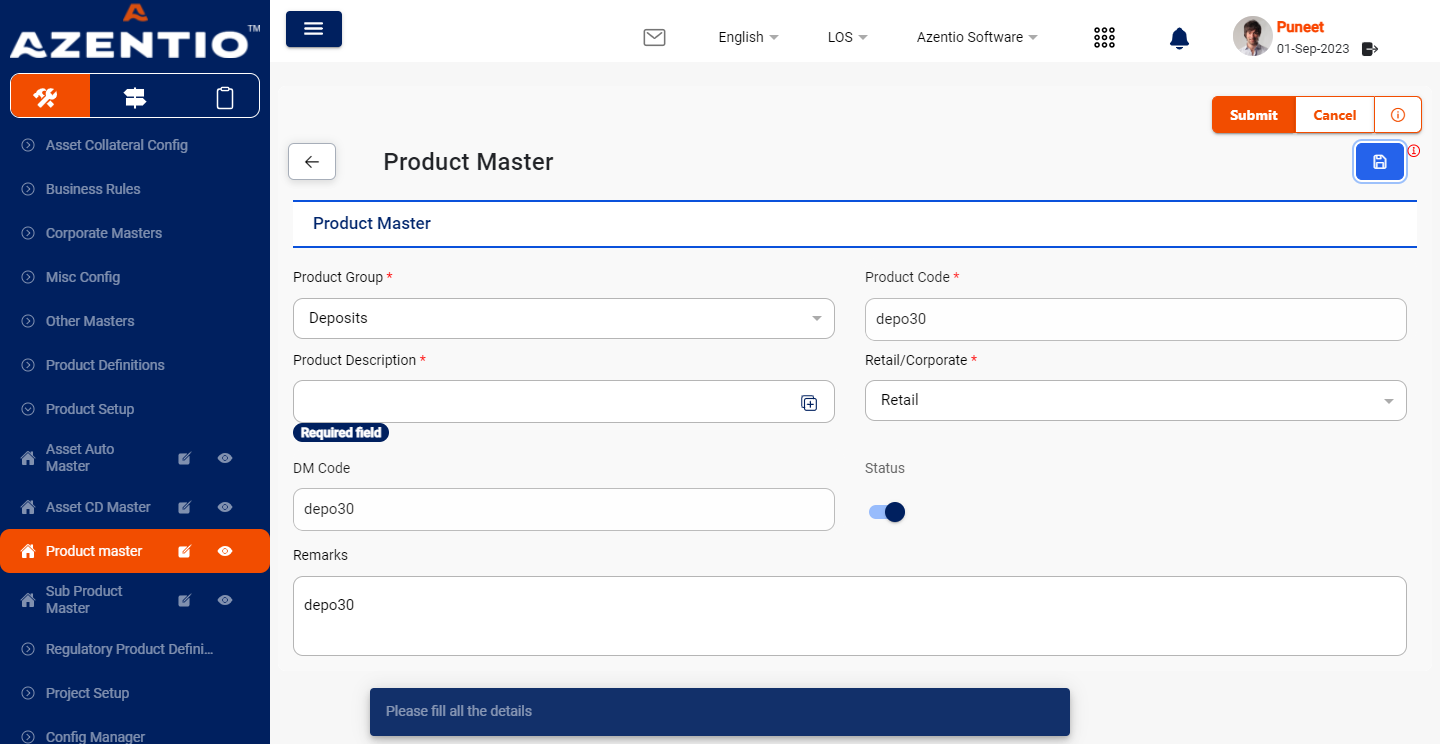 AZENTIO™
English
LOS
Azentio Software
Puneet
01-Sep-2023
Asset Collateral Config
Business Rules
Corporate Masters
Misc Config
Other Masters
Product Definitions
Product Setup
Asset Auto
Master
Asset CD Master
Product master
Sub Product
Master
Regulatory Product Defini...
Project Setup
Config Manager
Submit
Cancel
Product Master
Product Master
Product Group *
Deposits
Product Code *
depo30
Product Description *
Required field
Retail/Corporate *
Retail
DM Code
depo30
Status
Remarks
depo30
Please fill all the details